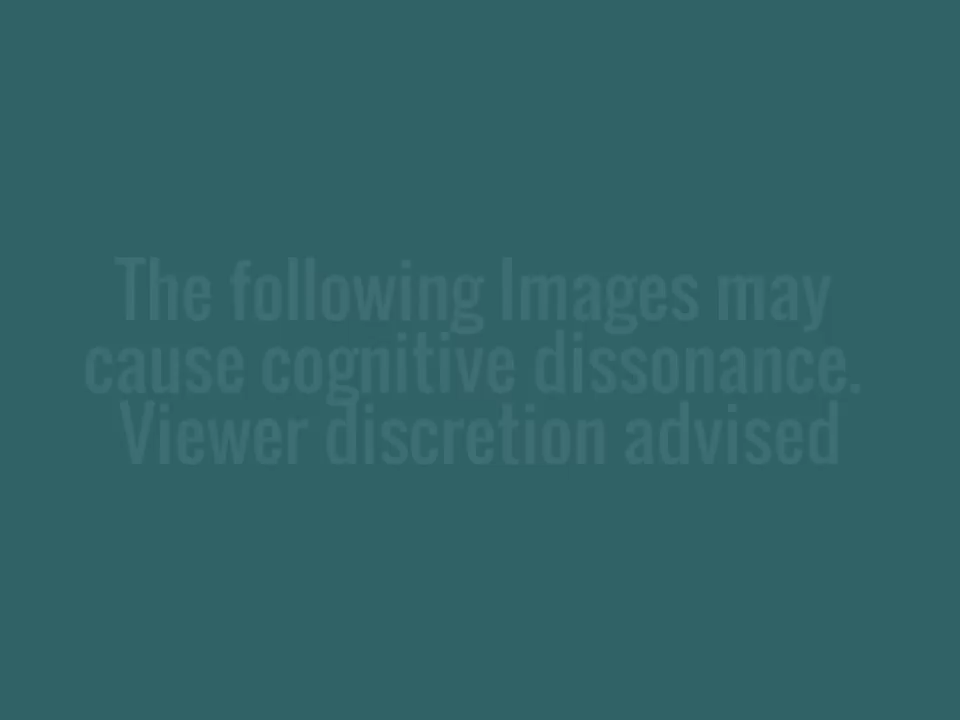 The following Images may
cause cognitive dissonance.
Viewer discretion advised